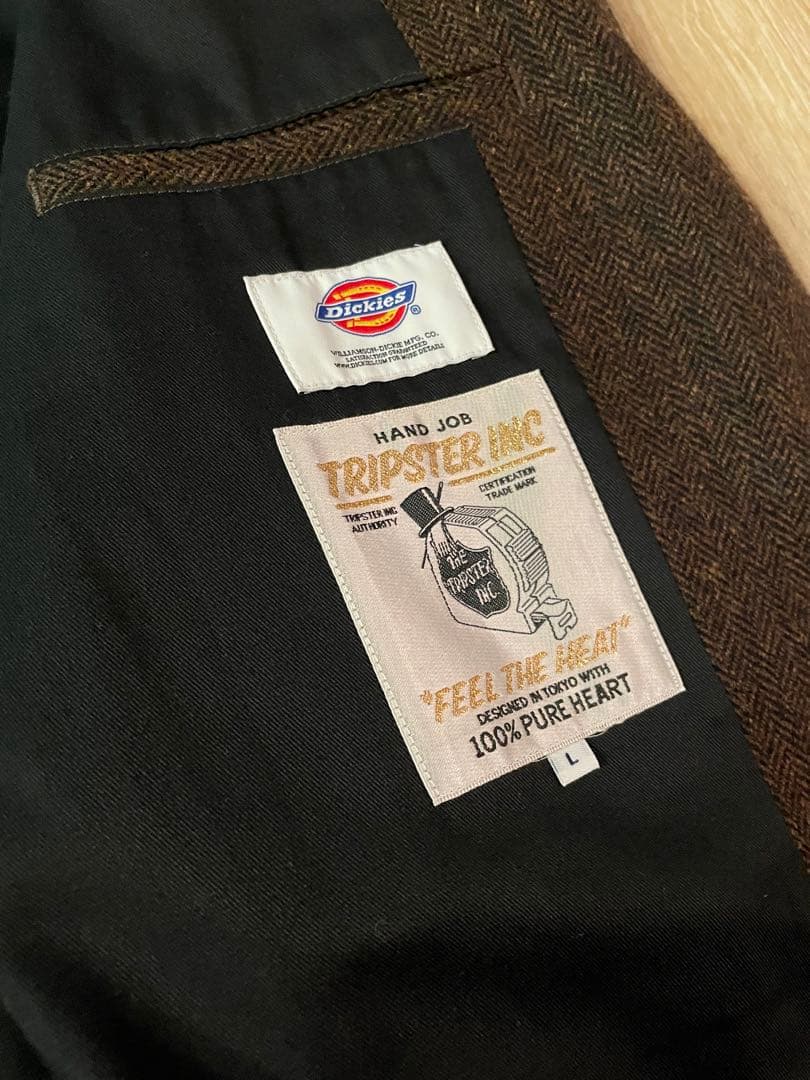 Dickies®
WILLIAMSON-DICKIE MFG. CO.
SATISFACTION GUARANTEED
WWW.DICKIES.COM FOR MORE DETAILS
HAND JOB
TRIPSTER INC
TRIPSTER INC
AUTHORITY
CERTIFICATION
TRADE MARK
THE
TRIPSTER
INC.
"FEEL THE HEAT"
DESIGNED IN TOKYO WITH
100% PURE HEART
L